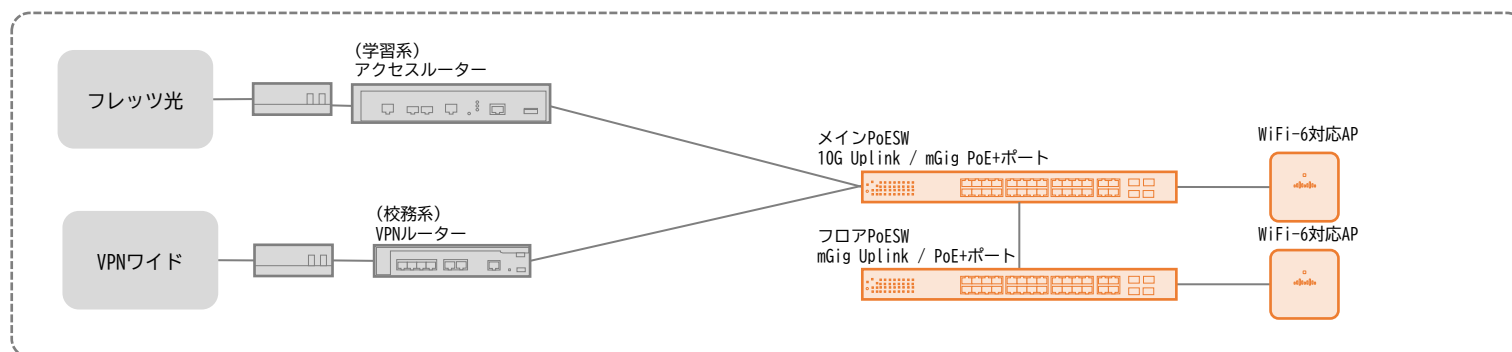 (学習系)
アクセスルーター
フレッツ光
メインPoESW
10G Uplink / mGig PoE+ポート
WiFi-6対応AP
(校務系)
VPNルーター
VPNワイド
フロアPoESW
mGig Uplink / PoE+ポート
WiFi-6対応AP